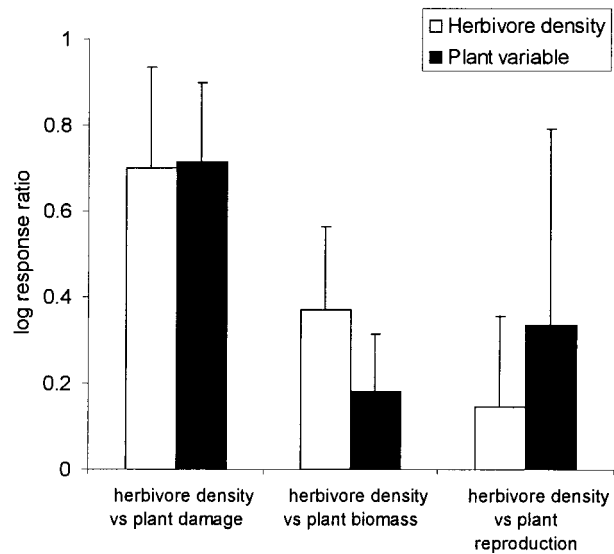 Herbivore density
Plant variable
log response ratio
1
0.8
0.6
0.4
0.2
0
herbivore density
vs plant damage
herbivore density
vs plant biomass
herbivore density
vs plant
reproduction